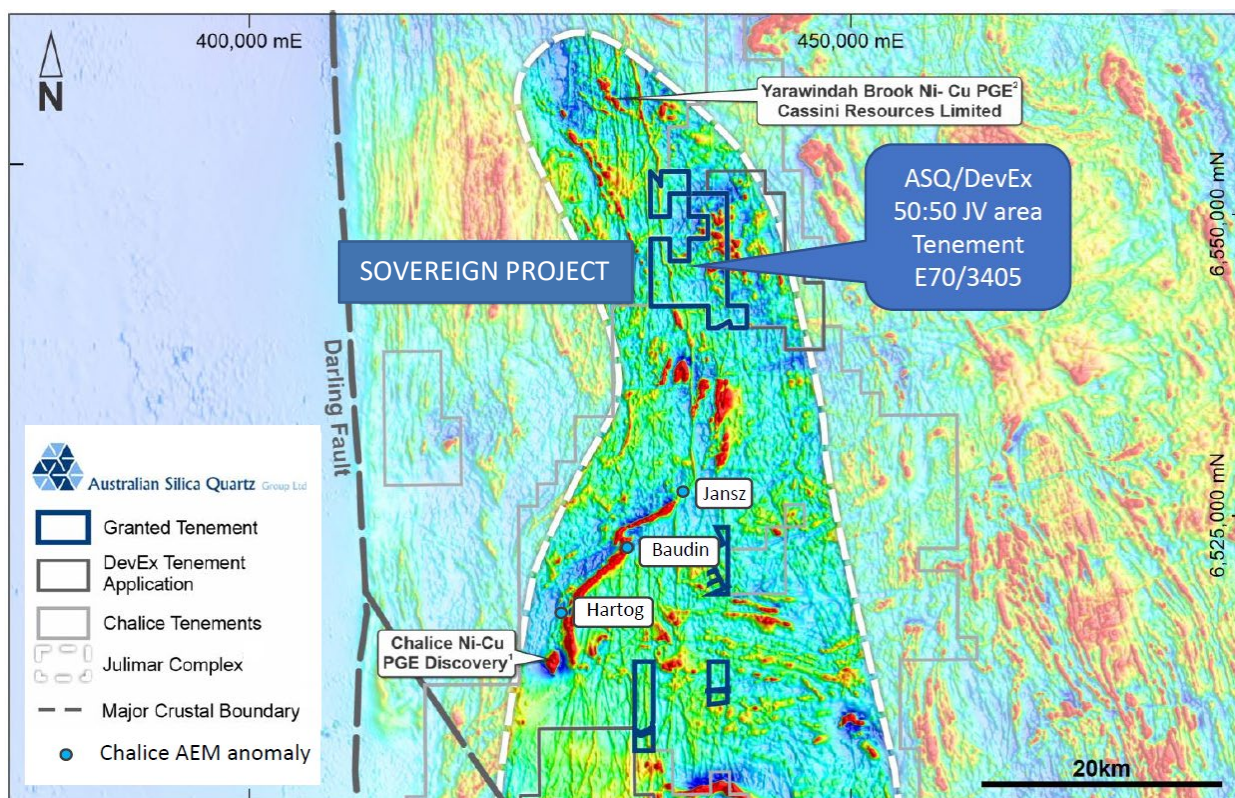 400,000 mE
450,000 mE
N
Yarawindah Brook Ni- Cu PGE²
Cassini Resources Limited
ASQ/DevEx
50:50 JV area
Tenement
E70/3405
SOVEREIGN PROJECT
6,550,000 mN
Darling Fault
Jansz
6,525,000 mN
Baudin
Hartog
Chalice Ni-Cu
PGE Discovery¹
Australian Silica Quartz Group Ltd
Granted Tenement
DevEx Tenement
Application
Chalice Tenements
Julimar Complex
Major Crustal Boundary
Chalice AEM anomaly
20km